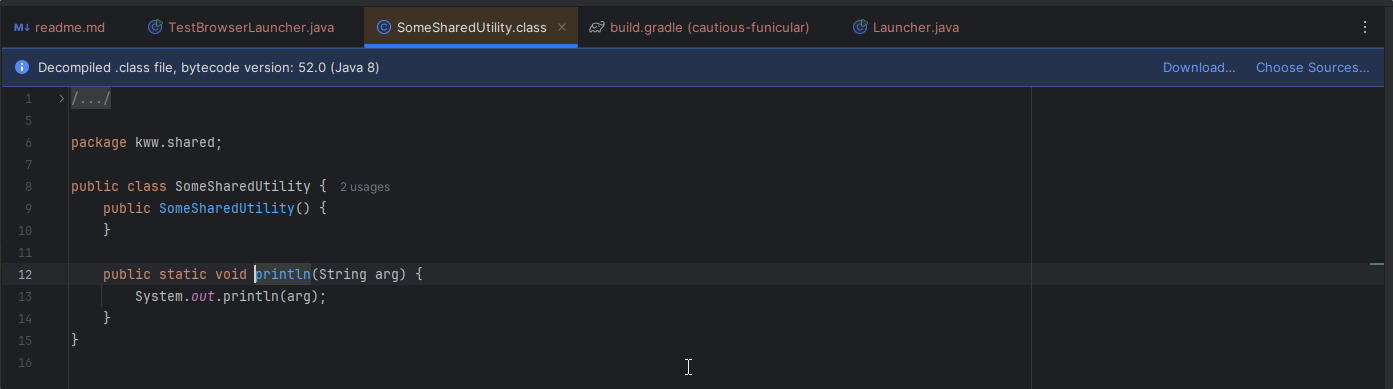 M↓ readme.md TestBrowserLauncher.java SomeSharedUtility.class × build.gradle (cautious-funicular) Launcher.java
Decompiled .class file, bytecode version: 52.0 (Java 8) Download... Choose Sources...
1 /.../
5
6 package kww.shared;
7
8 public class SomeSharedUtility { 2 usages
9 public SomeSharedUtility() {
10 }
11
12 public static void println(String arg) {
13 System.out.println(arg);
14 }
15 }
16